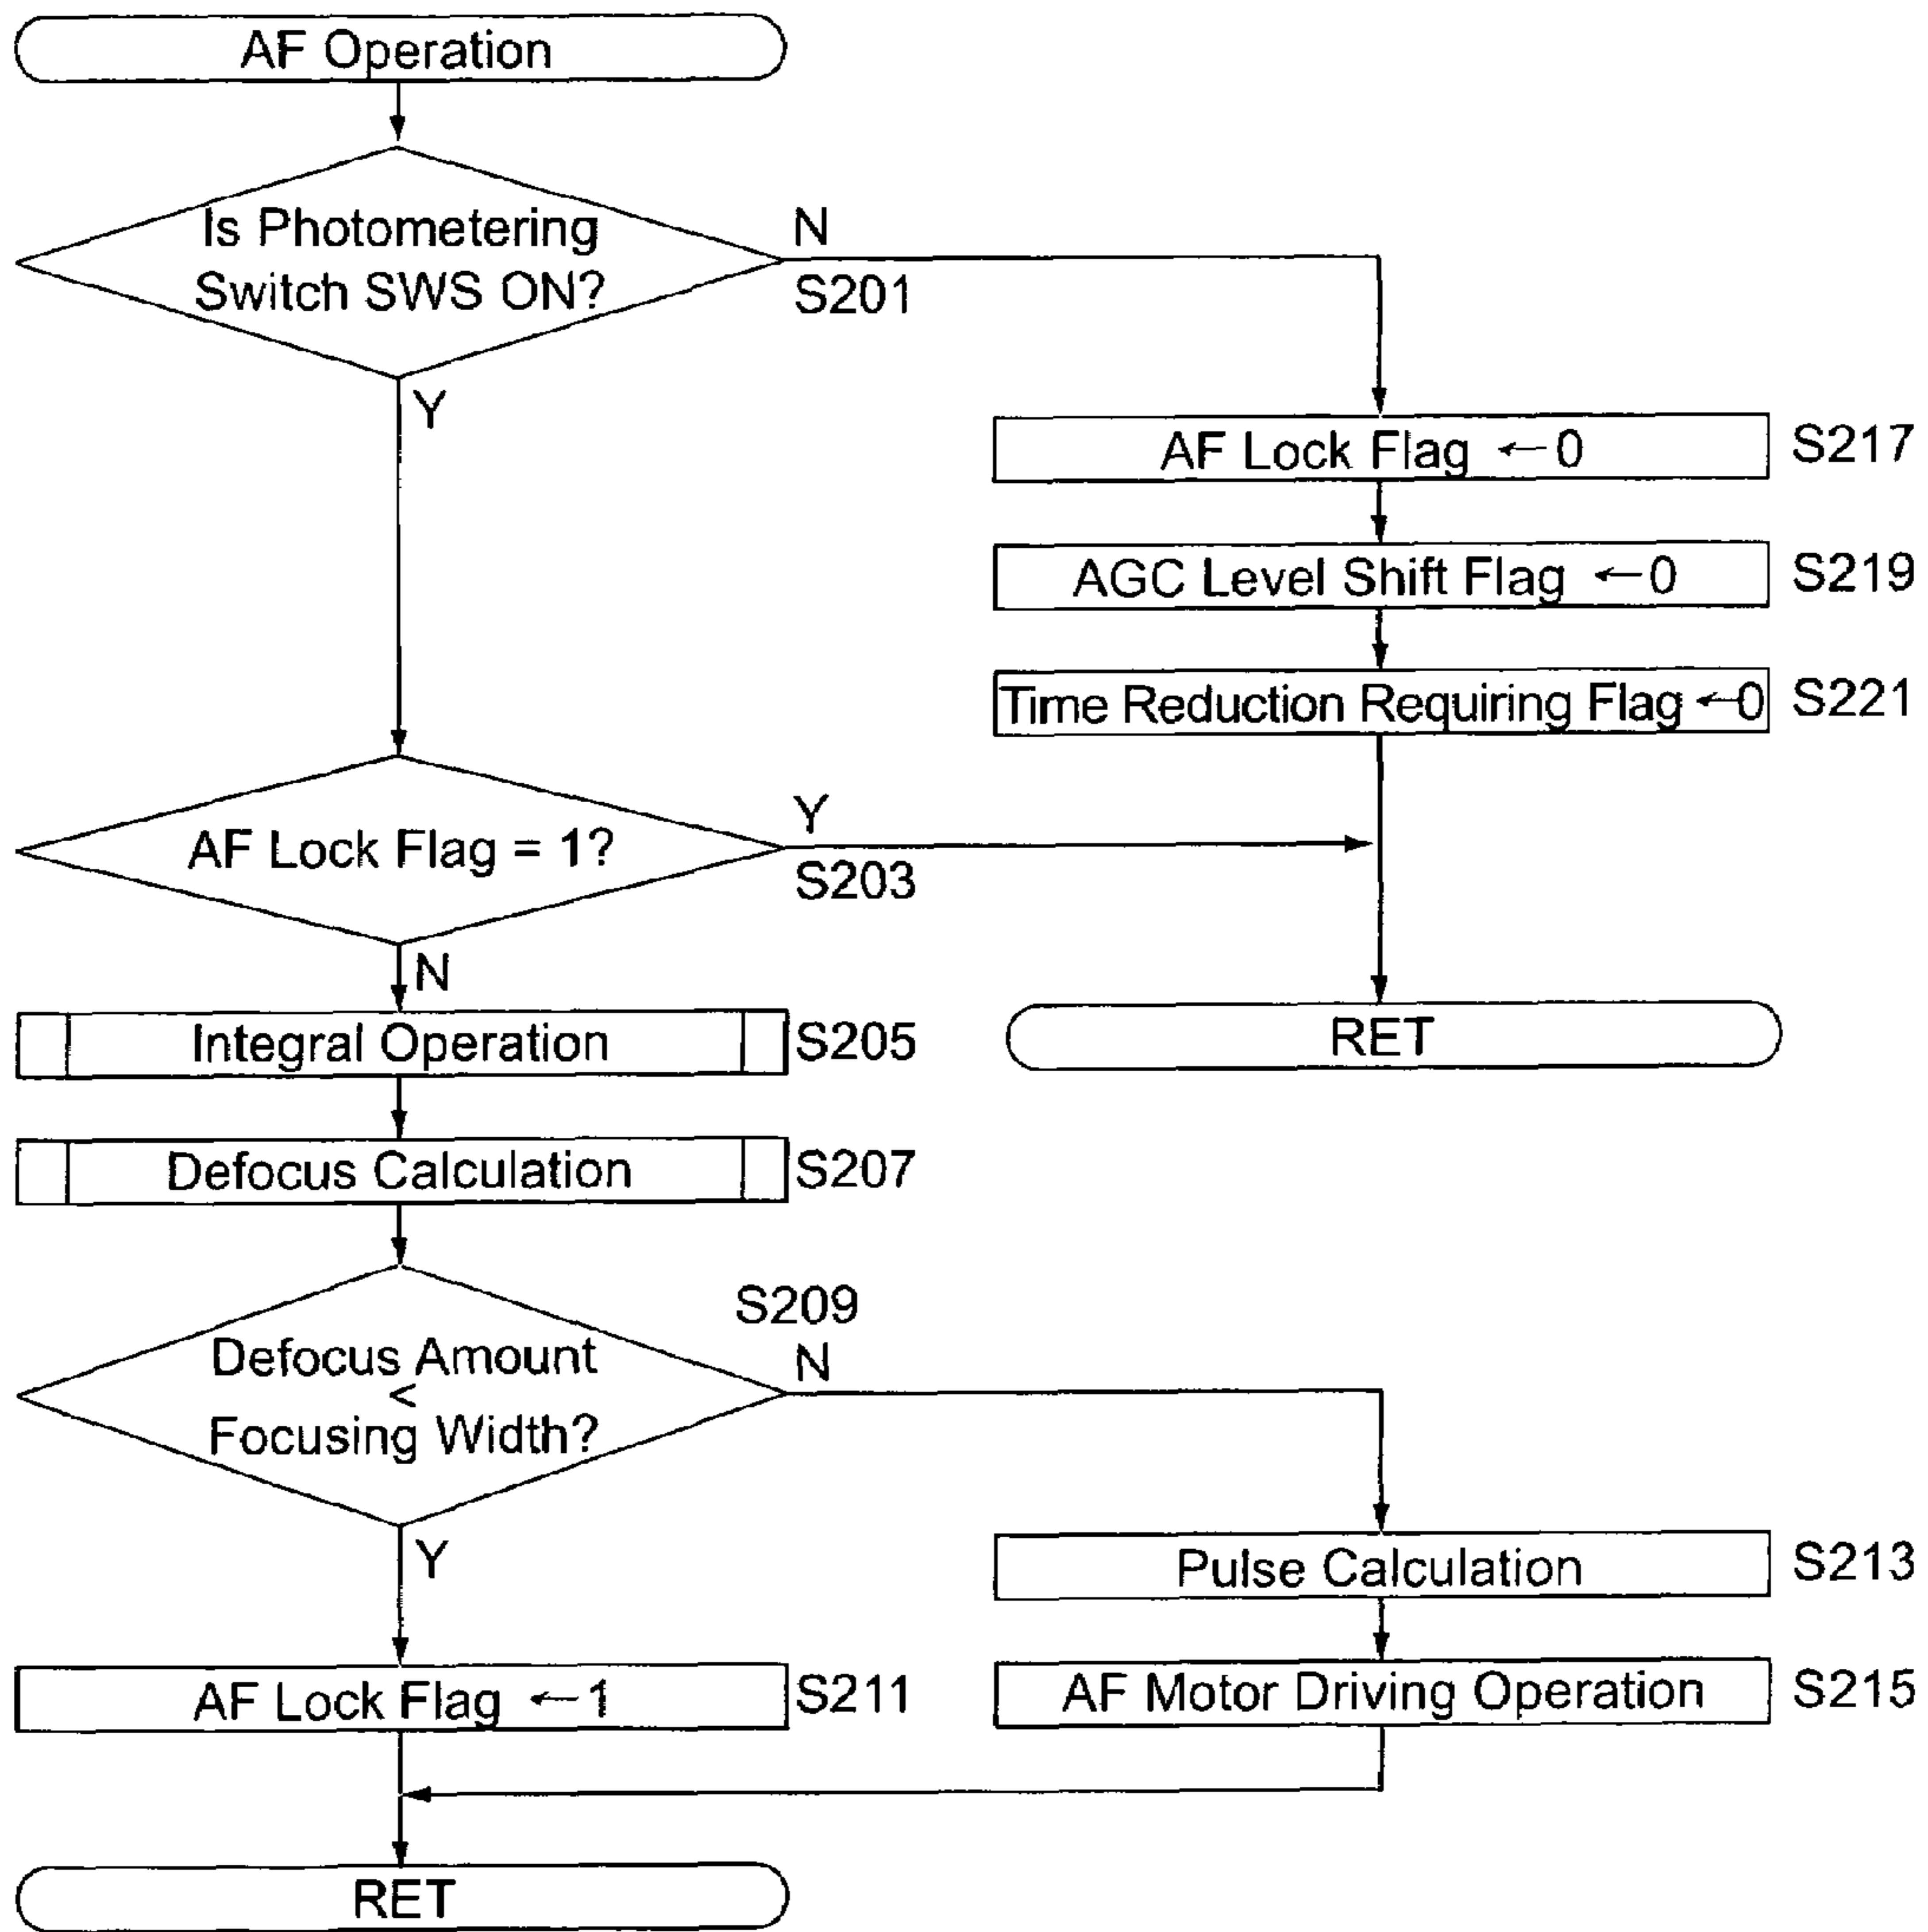 AF Operation
Is Photometering
Switch SWS ON?
N
S201
Y
AF Lock Flag ←0
S217
AGC Level Shift Flag ←0
S219
Time Reduction Requiring Flag ←0
S221
AF Lock Flag = 1?
Y
S203
N
Integral Operation
S205
RET
Defocus Calculation
S207
Defocus Amount
<
Focusing Width?
S209
N
Y
Pulse Calculation
S213
AF Lock Flag ←1
S211
AF Motor Driving Operation
S215
RET